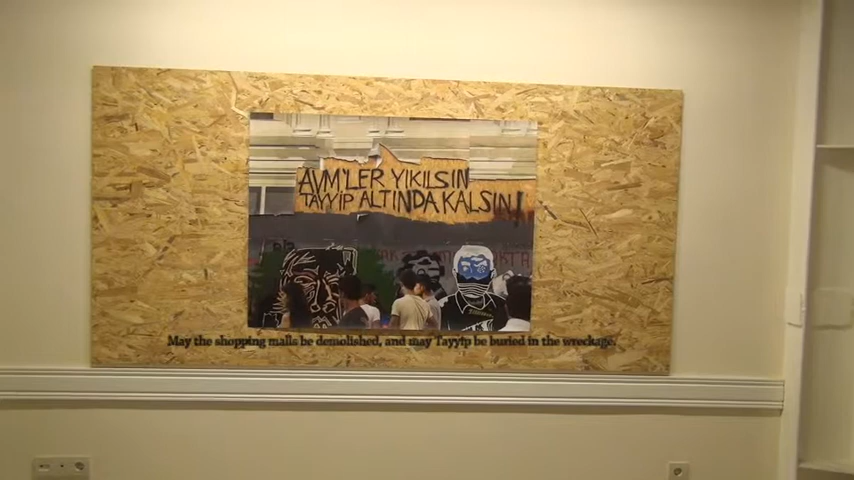 AVM'LER YIKILSIN
TAYYİP ALTINDA KALSIN!
May the shopping malls be demolished, and may Tayyip be buried in the wreckage.